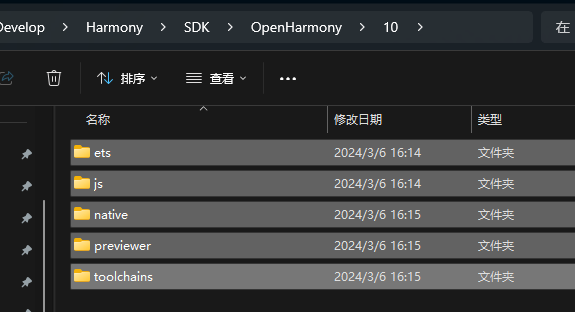 Develop > Harmony > SDK > OpenHarmony > 10 > 在
排序 查看 ...
名称 修改日期 类型
ets 2024/3/6 16:14 文件夹
js 2024/3/6 16:14 文件夹
native 2024/3/6 16:15 文件夹
previewer 2024/3/6 16:15 文件夹
toolchains 2024/3/6 16:15 文件夹